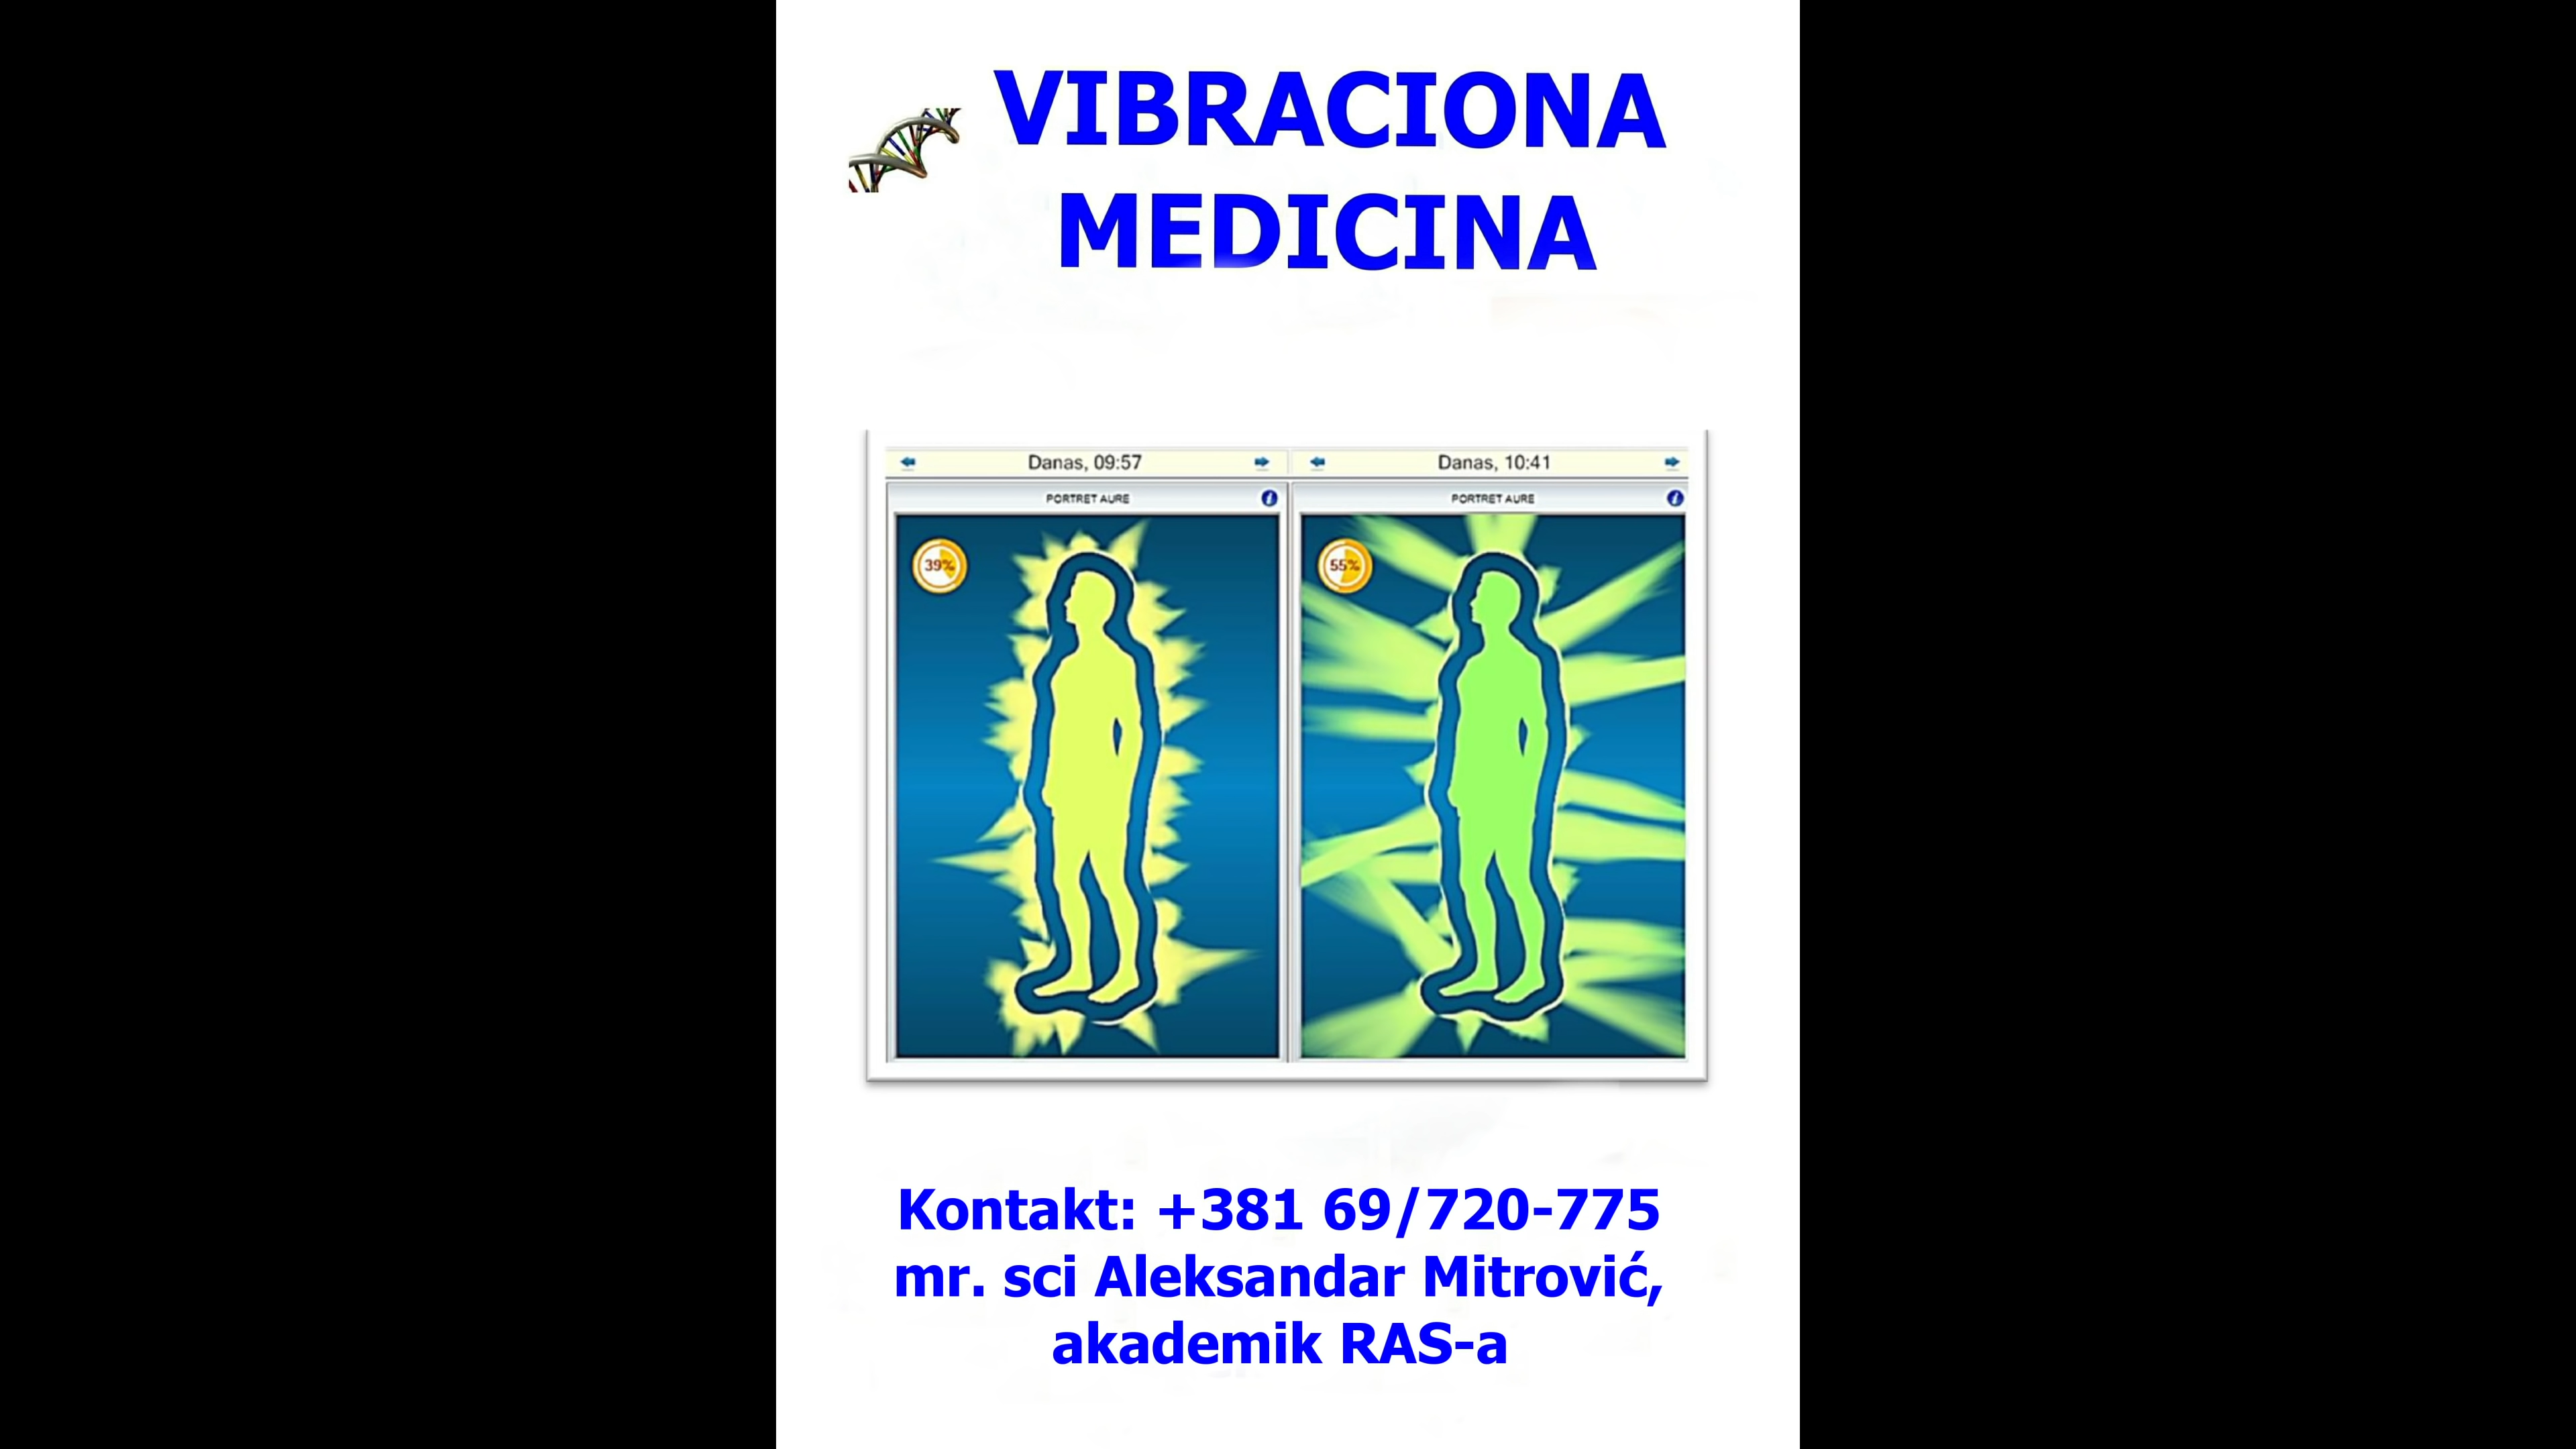 VIBRACIONA
MEDICINA
Danas, 09:57
Danas, 10:41
PORTRET AURE
PORTRET AURE
39%
55%
Kontakt: +381 69/720-775
mr. sci Aleksandar Mitrović,
akademik RAS-a